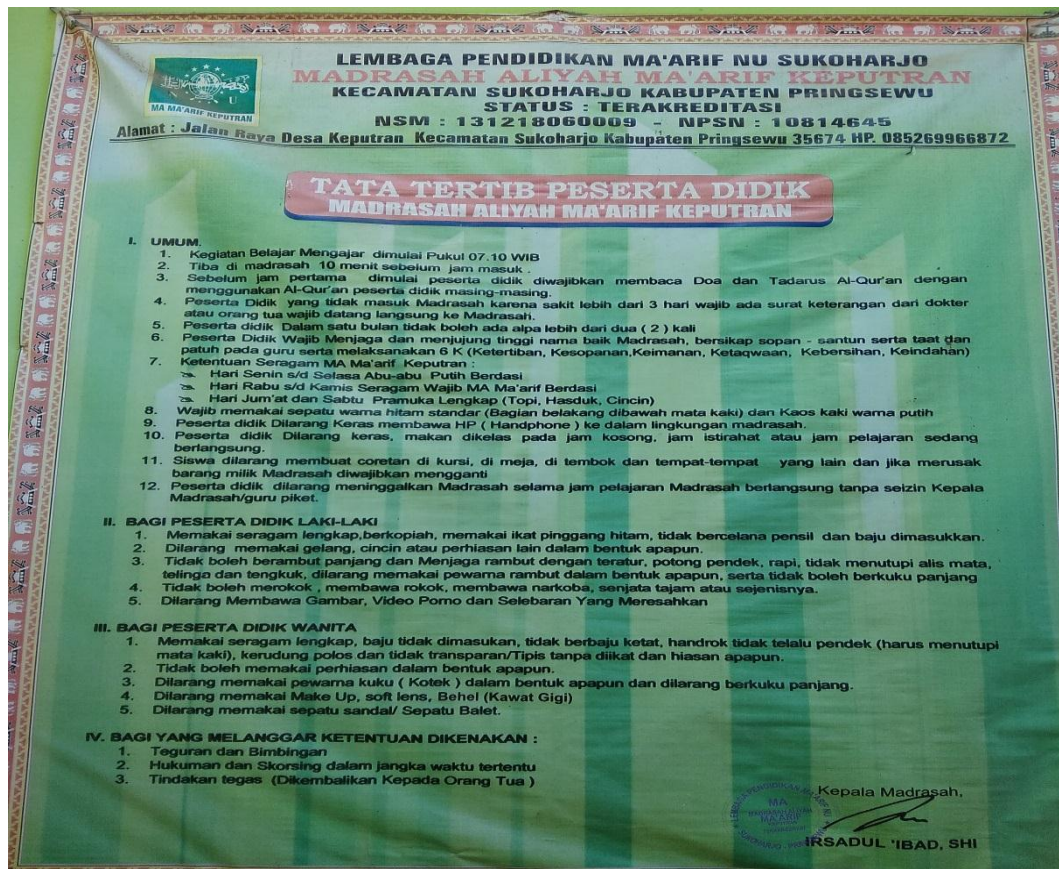 MA MA'ARIF KEPUTRAN
U
LEMBAGA PENDIDIKAN MA'ARIF NU SUKOHARJO
MADRASAH ALIYAH MA'ARIF KEPUTRAN
KECAMATAN SUKOHARJO KABUPATEN PRINGSEWU
STATUS : TERAKREDITASI
NSM : 131218060009 - NPSN : 10814645
Alamat : Jalan Raya Desa Keputran Kecamatan Sukoharjo Kabupaten Pringsewu 35674 HP. 085269966872
TATA TERTIB PESERTA DIDIK
MADRASAH ALIYAH MA'ARIF KEPUTRAN
I. UMUM.
1. Kegiatan Belajar Mengajar dimulai Pukul 07.10 WIB
2. Tiba di madrasah 10 menit sebelum jam masuk .
3. Sebelum jam pertama dimulai peserta didik diwajibkan membaca Doa dan Tadarus Al-Qur'an dengan
menggunakan Al-Qur'an peserta didik masing-masing.
4. Peserta Didik yang tidak masuk Madrasah karena sakit lebih dari 3 hari wajib ada surat keterangan dari dokter
atau orang tua wajib datang langsung ke Madrasah.
5. Peserta didik Dalam satu bulan tidak boleh ada alpa lebih dari dua ( 2 ) kali
6. Peserta Didik Wajib Menjaga dan menjujung tinggi nama baik Madrasah, bersikap sopan - santun serta taat dan
patuh pada guru serta melaksanakan 6 K (Ketertiban, Kesopanan,Keimanan, Ketaqwaan, Kebersihan, Keindahan)
7. Ketentuan Seragam MA Ma'arif Keputran :
Hari Senin s/d Selasa Abu-abu Putih Berdasi
Hari Rabu s/d Kamis Seragam Wajib MA Ma'arif Berdasi
Hari Jum'at dan Sabtu Pramuka Lengkap (Topi, Hasduk, Cincin)
8. Wajib memakai sepatu warna hitam standar (Bagian belakang dibawah mata kaki) dan Kaos kaki warna putih
9. Peserta didik Dilarang Keras membawa HP ( Handphone ) ke dalam lingkungan madrasah.
10. Peserta didik Dilarang keras, makan dikelas pada jam kosong, jam istirahat atau jam pelajaran sedang
berlangsung.
11. Siswa dilarang membuat coretan di kursi, di meja, di tembok dan tempat-tempat yang lain dan jika merusak
barang milik Madrasah diwajibkan mengganti
12. Peserta didik dilarang meninggalkan Madrasah selama jam pelajaran Madrasah berlangsung tanpa seizin Kepala
Madrasah/guru piket.
II. BAGI PESERTA DIDIK LAKI-LAKI
1. Memakai seragam lengkap,berkopiah, memakai ikat pinggang hitam, tidak bercelana pensil dan baju dimasukkan.
2. Dilarang memakai gelang, cincin atau perhiasan lain dalam bentuk apapun.
3. Tidak boleh berambut panjang dan Menjaga rambut dengan teratur, potong pendek, rapi, tidak menutupi alis mata,
telinga dan tengkuk, dilarang memakai pewarna rambut dalam bentuk apapun, serta tidak boleh berkuku panjang
4. Tidak boleh merokok , membawa rokok, membawa narkoba, senjata tajam atau sejenisnya.
5. Dilarang Membawa Gambar, Video Porno dan Selebaran Yang Meresahkan
III. BAGI PESERTA DIDIK WANITA
1. Memakai seragam lengkap, baju tidak dimasukan, tidak berbaju ketat, handrok tidak telalu pendek (harus menutupi
mata kaki), kerudung polos dan tidak transparan/Tipis tanpa diikat dan hiasan apapun.
2. Tidak boleh memakai perhiasan dalam bentuk apapun.
3. Dilarang memakai pewarna kuku ( Kotek ) dalam bentuk apapun dan dilarang berkuku panjang.
4. Dilarang memakai Make Up, soft lens, Behel (Kawat Gigi)
5. Dilarang memakai sepatu sandal/ Sepatu Balet.
IV. BAGI YANG MELANGGAR KETENTUAN DIKENAKAN :
1. Teguran dan Bimbingan
2. Hukuman dan Skorsing dalam jangka waktu tertentu
3. Tindakan tegas (Dikembalikan Kepada Orang Tua )
Kepala Madrasah,
MA
MA'ARIF
IRSADUL 'IBAD, SHI